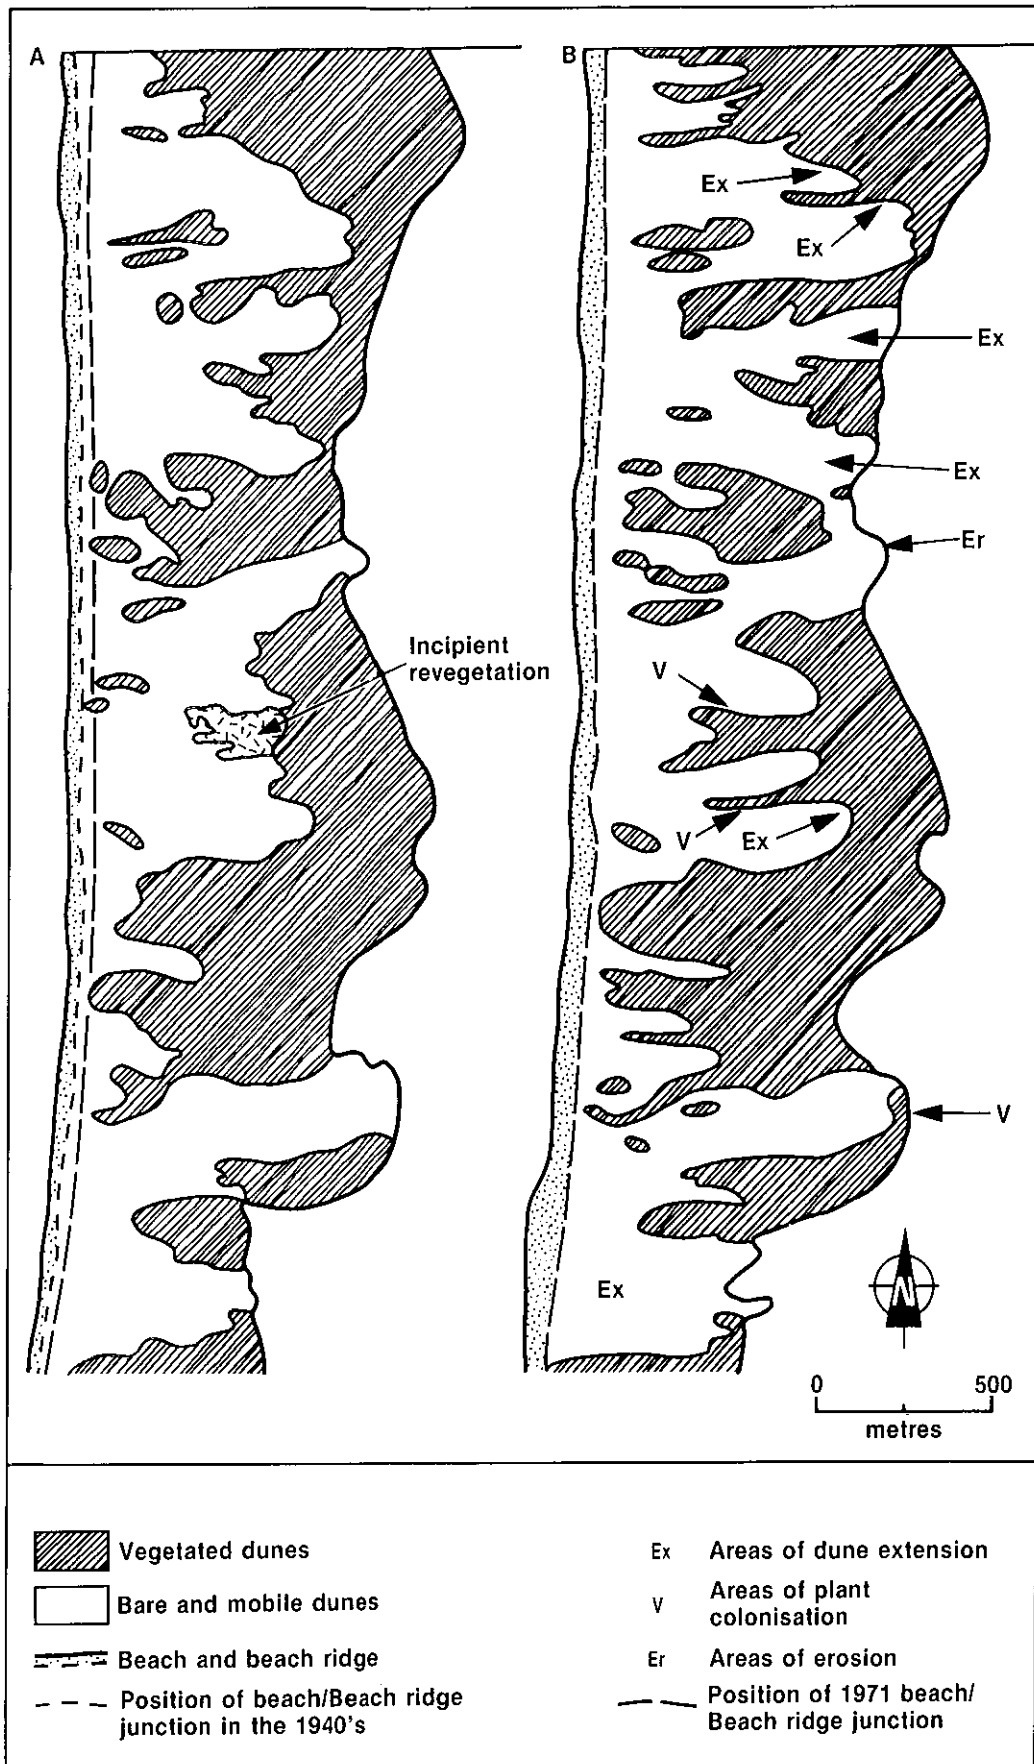 A
B
Ex
Ex
Ex
Ex
Er
Incipient
revegetation
V
V
Ex
V
Ex
N
0 500
metres
Vegetated dunes
Bare and mobile dunes
Beach and beach ridge
Position of beach/Beach ridge
junction in the 1940's
Ex Areas of dune extension
V Areas of plant
colonisation
Er Areas of erosion
Position of 1971 beach/
Beach ridge junction